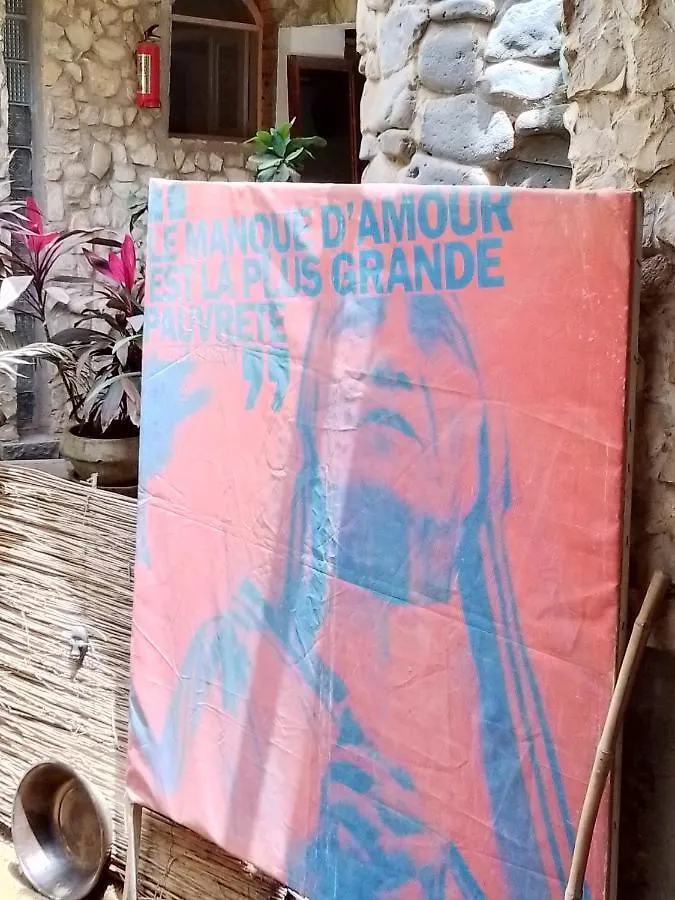 "
LE MANQUE D'AMOUR
EST LA PLUS GRANDE
PAUVRETE
"